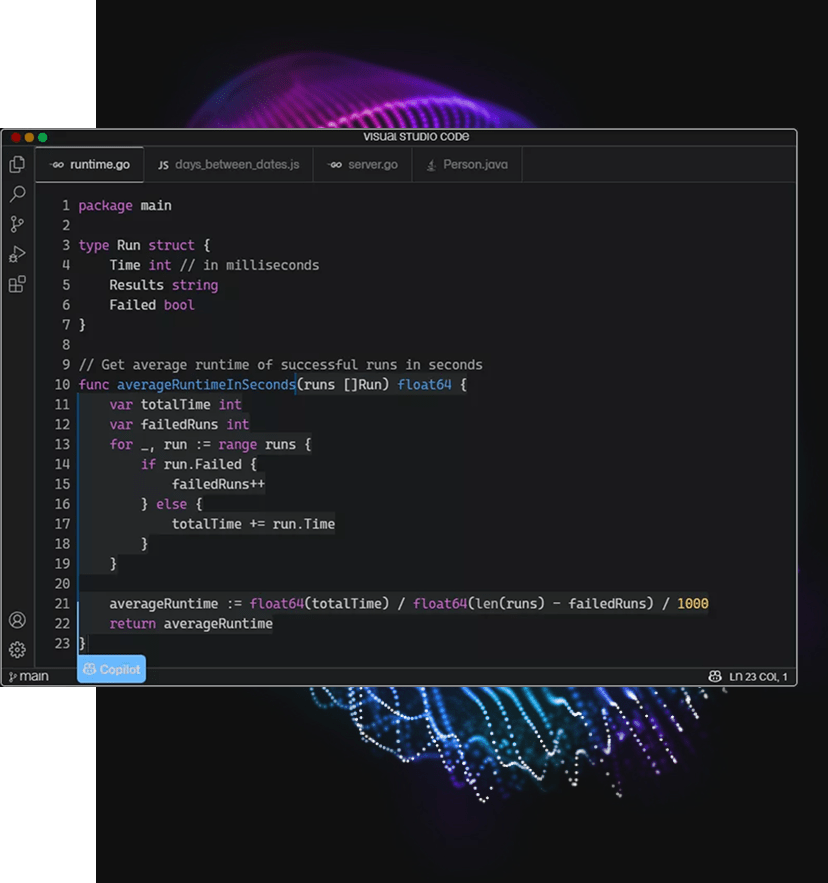 VISUAL STUDIO CODE
runtime.go JS days_between_dates.js server.go Person.java
1 package main
2
3 type Run struct {
4     Time int // in milliseconds
5     Results string
6     Failed bool
7 }
8
9 // Get average runtime of successful runs in seconds
10 func averageRuntimeInSeconds(runs []Run) float64 {
11     var totalTime int
12     var failedRuns int
13     for _, run := range runs {
14         if run.Failed {
15             failedRuns++
16         } else {
17             totalTime += run.Time
18         }
19     }
20
21     averageRuntime := float64(totalTime) / float64(len(runs) - failedRuns) / 1000
22     return averageRuntime
23 }
Copilot
main LN 23 COL, 1